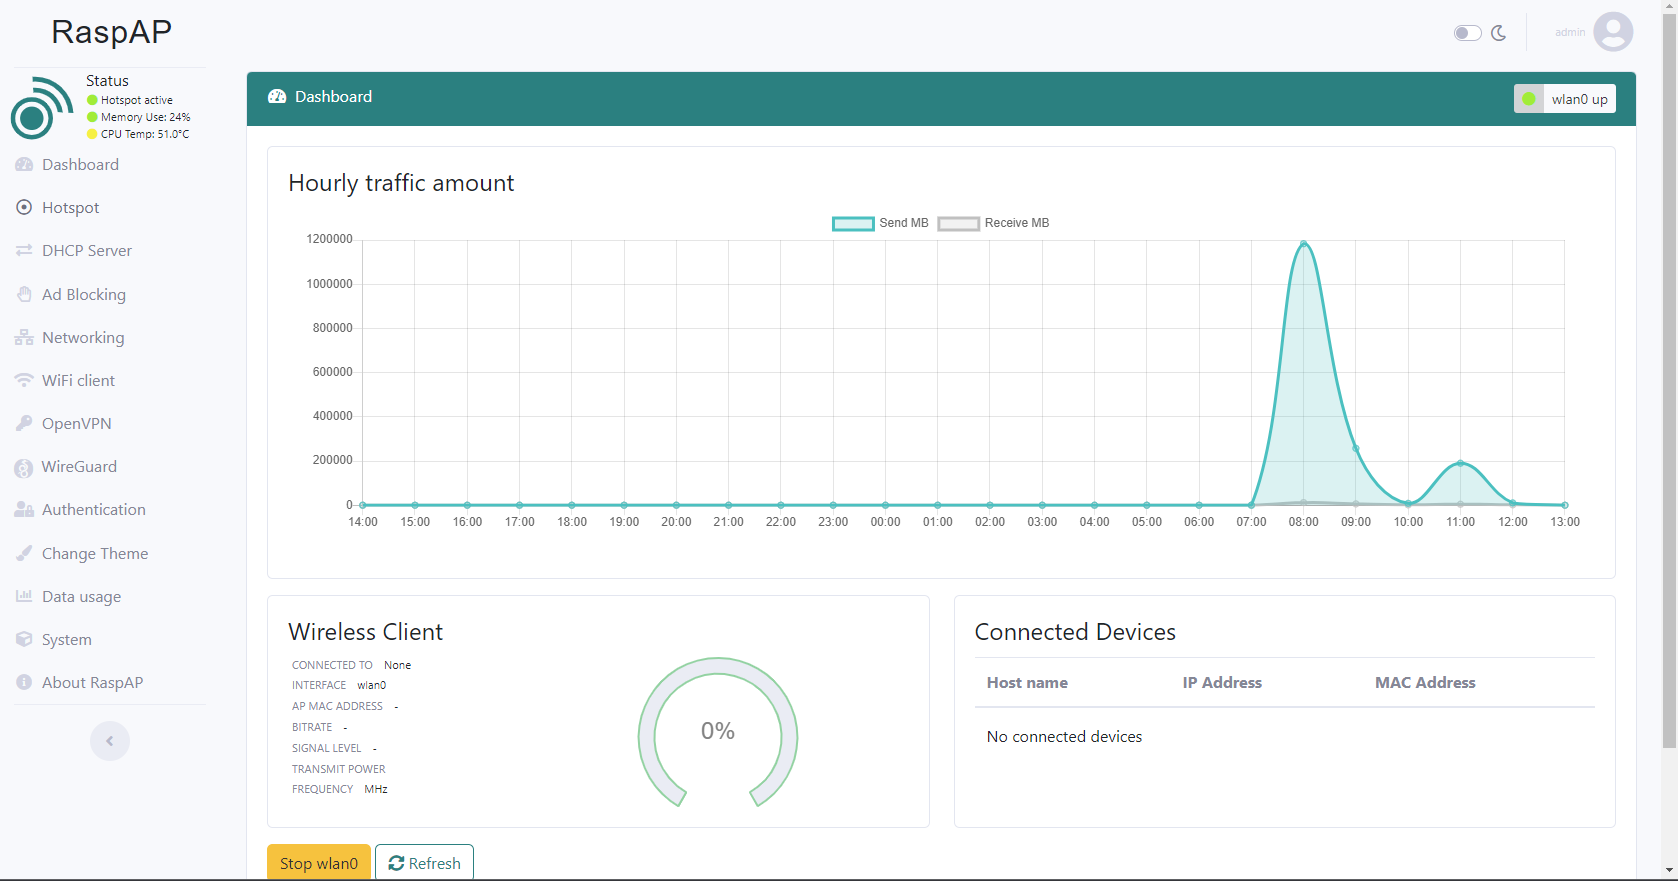 RaspAP
admin
Status
Hotspot active
Memory Use: 24%
CPU Temp: 51.0°C
Dashboard
Hotspot
DHCP Server
Ad Blocking
Networking
WiFi client
OpenVPN
WireGuard
Authentication
Change Theme
Data usage
System
About RaspAP
Dashboard
wlan0 up
Hourly traffic amount
Send MB Receive MB
1200000
1000000
800000
600000
400000
200000
0
14:00 15:00 16:00 17:00 18:00 19:00 20:00 21:00 22:00 23:00 00:00 01:00 02:00 03:00 04:00 05:00 06:00 07:00 08:00 09:00 10:00 11:00 12:00 13:00
Wireless Client
CONNECTED TO None
INTERFACE wlan0
AP MAC ADDRESS -
BITRATE -
SIGNAL LEVEL -
TRANSMIT POWER
FREQUENCY MHz
0%
Connected Devices
Host name IP Address MAC Address
No connected devices
Stop wlan0 Refresh